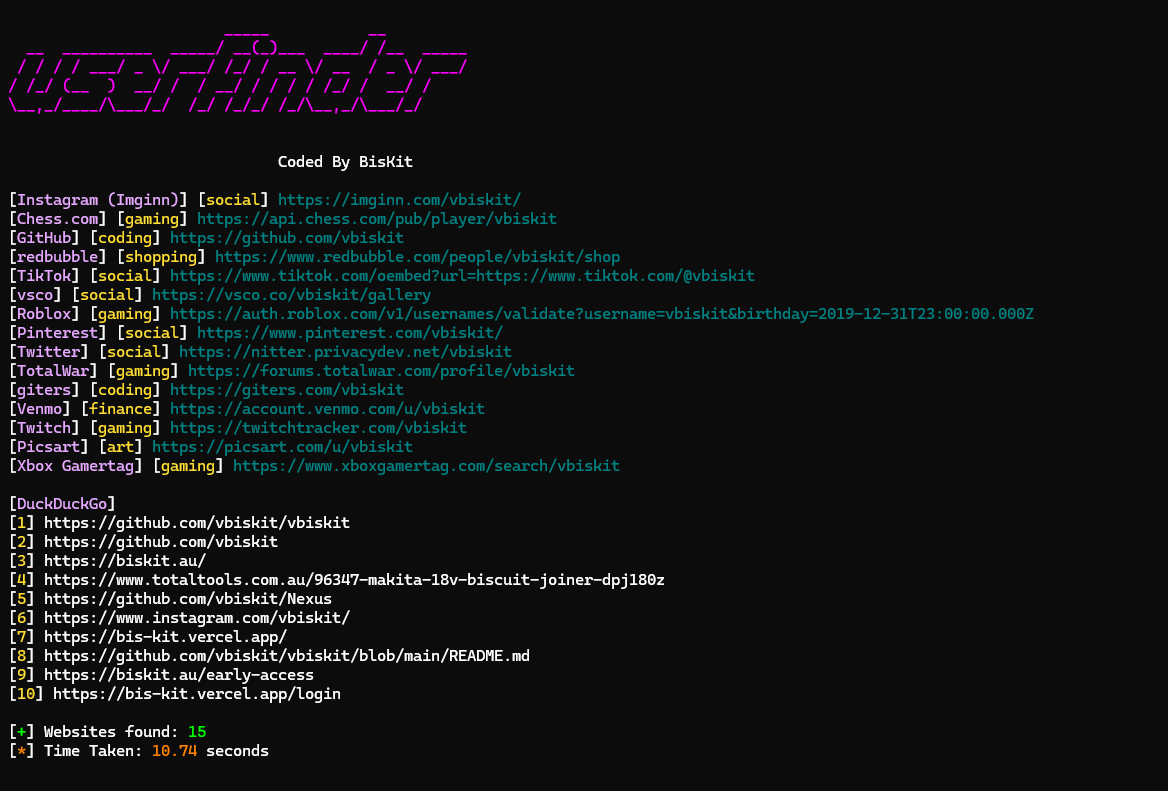 userfinder
Coded By BisKit
[Instagram (Imginn)] [social] https://imginn.com/vbiskit/
[Chess.com] [gaming] https://api.chess.com/pub/player/vbiskit
[GitHub] [coding] https://github.com/vbiskit
[redbubble] [shopping] https://www.redbubble.com/people/vbiskit/shop
[TikTok] [social] https://www.tiktok.com/oembed?url=https://www.tiktok.com/@vbiskit
[vsco] [social] https://vsco.co/vbiskit/gallery
[Roblox] [gaming] https://auth.roblox.com/v1/usernames/validate?username=vbiskit&birthday=2019-12-31T23:00:00.000Z
[Pinterest] [social] https://www.pinterest.com/vbiskit/
[Twitter] [social] https://nitter.privacydev.net/vbiskit
[TotalWar] [gaming] https://forums.totalwar.com/profile/vbiskit
[giters] [coding] https://giters.com/vbiskit
[Venmo] [finance] https://account.venmo.com/u/vbiskit
[Twitch] [gaming] https://twitchtracker.com/vbiskit
[Picsart] [art] https://picsart.com/u/vbiskit
[Xbox Gamertag] [gaming] https://www.xboxgamertag.com/search/vbiskit
[DuckDuckGo]
[1] https://github.com/vbiskit/vbiskit
[2] https://github.com/vbiskit
[3] https://biskit.au/
[4] https://www.totaltools.com.au/96347-makita-18v-biscuit-joiner-dpj180z
[5] https://github.com/vbiskit/Nexus
[6] https://www.instagram.com/vbiskit/
[7] https://bis-kit.vercel.app/
[8] https://github.com/vbiskit/vbiskit/blob/main/README.md
[9] https://biskit.au/early-access
[10] https://bis-kit.vercel.app/login
[+] Websites found: 15
[*] Time Taken: 10.74 seconds